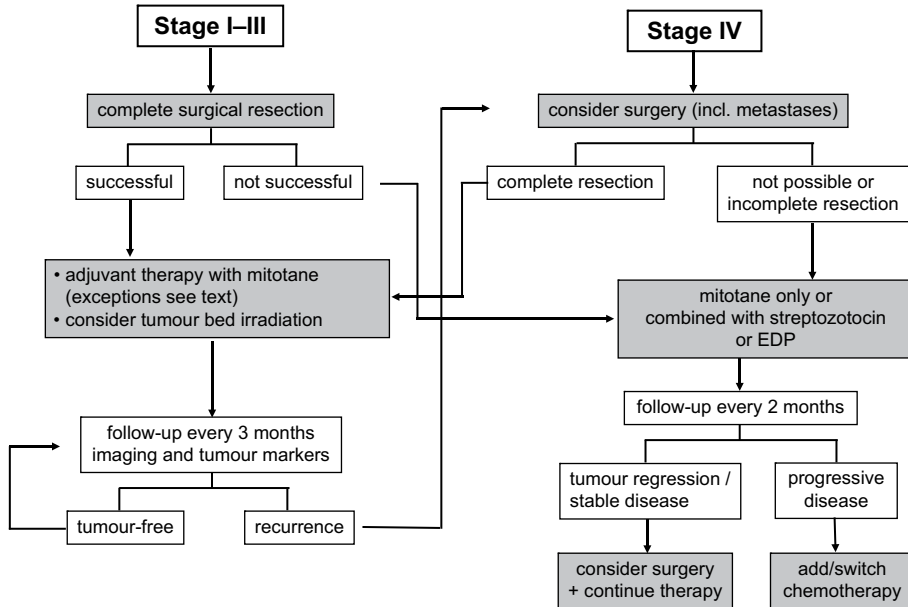 Stage I–III
complete surgical resection
successful
not successful
• adjuvant therapy with mitotane
(exceptions see text)
• consider tumour bed irradiation
follow-up every 3 months
imaging and tumour markers
tumour-free
recurrence
Stage IV
consider surgery (incl. metastases)
complete resection
not possible or
incomplete resection
mitotane only or
combined with streptozotocin
or EDP
follow-up every 2 months
tumour regression /
stable disease
progressive
disease
consider surgery
+ continue therapy
add/switch
chemotherapy